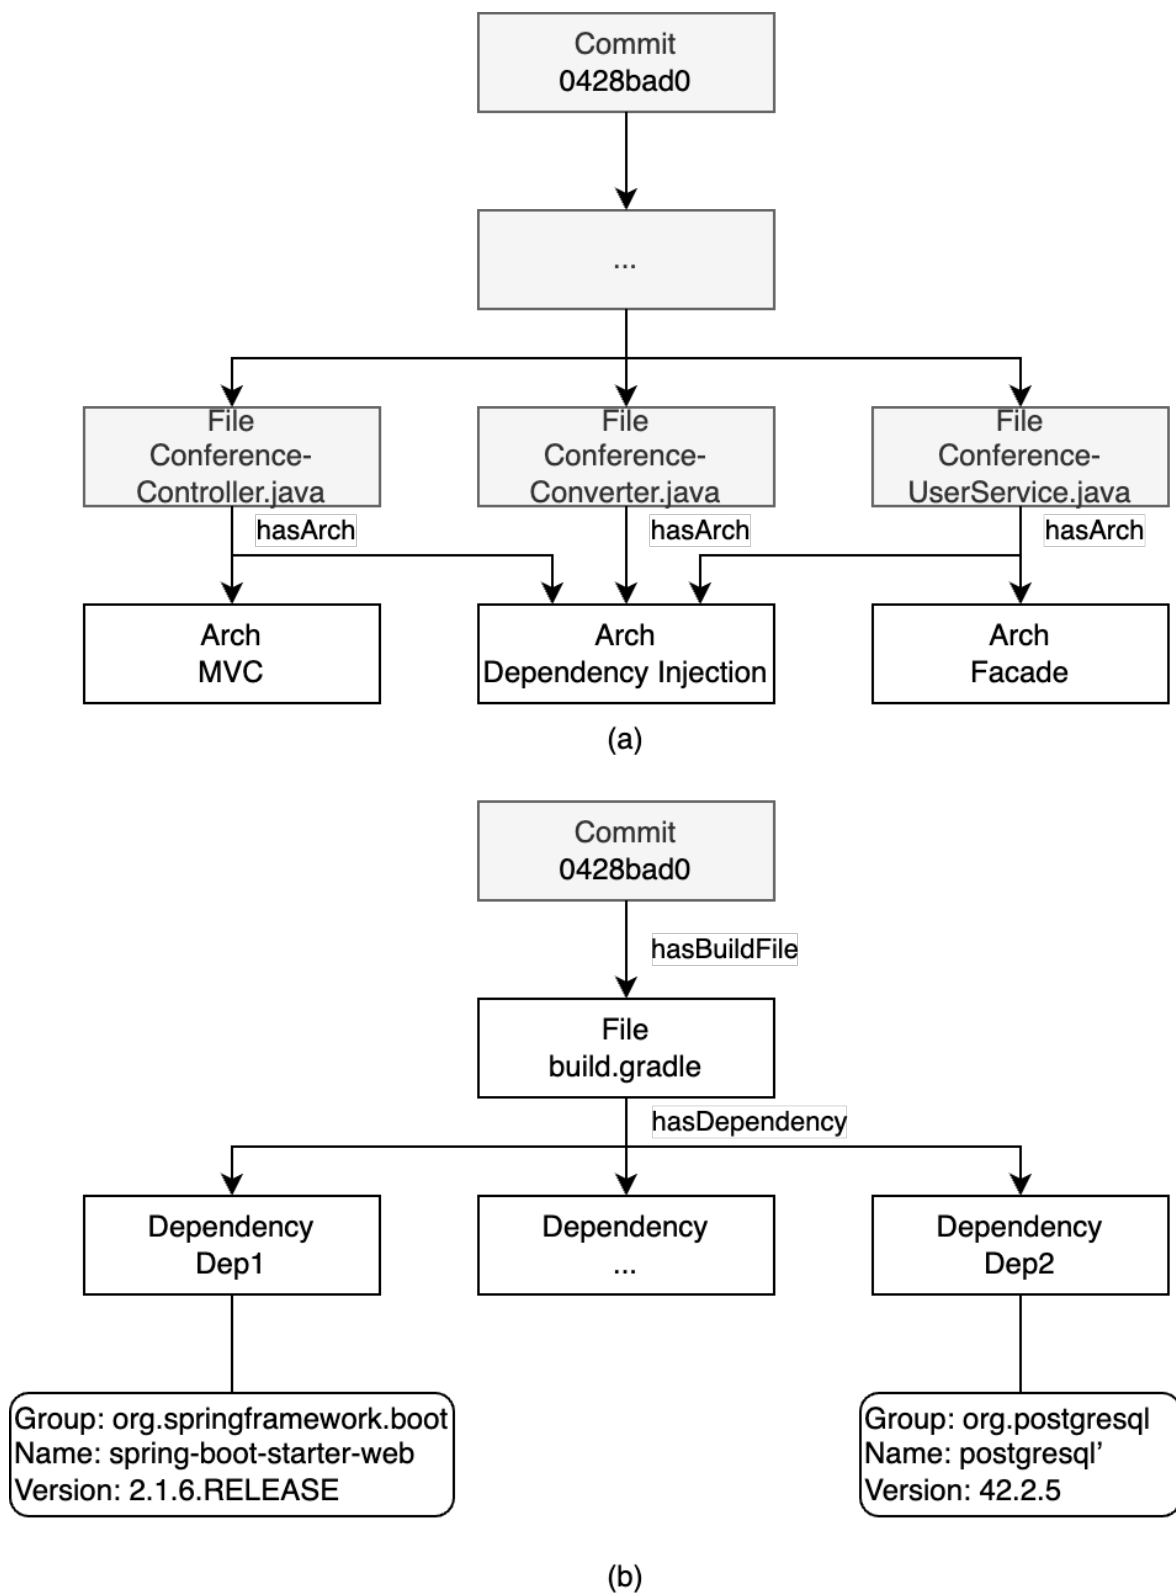 Commit
0428bad0
...
File
Conference-
Controller.java
File
Conference-
Converter.java
File
Conference-
UserService.java
hasArch
hasArch
hasArch
Arch
MVC
Arch
Dependency Injection
Arch
Facade
(a)
Commit
0428bad0
hasBuildFile
File
build.gradle
hasDependency
Dependency
Dep1
Dependency
...
Dependency
Dep2
Group: org.springframework.boot
Name: spring-boot-starter-web
Version: 2.1.6.RELEASE
Group: org.postgresql
Name: postgresql’
Version: 42.2.5
(b)